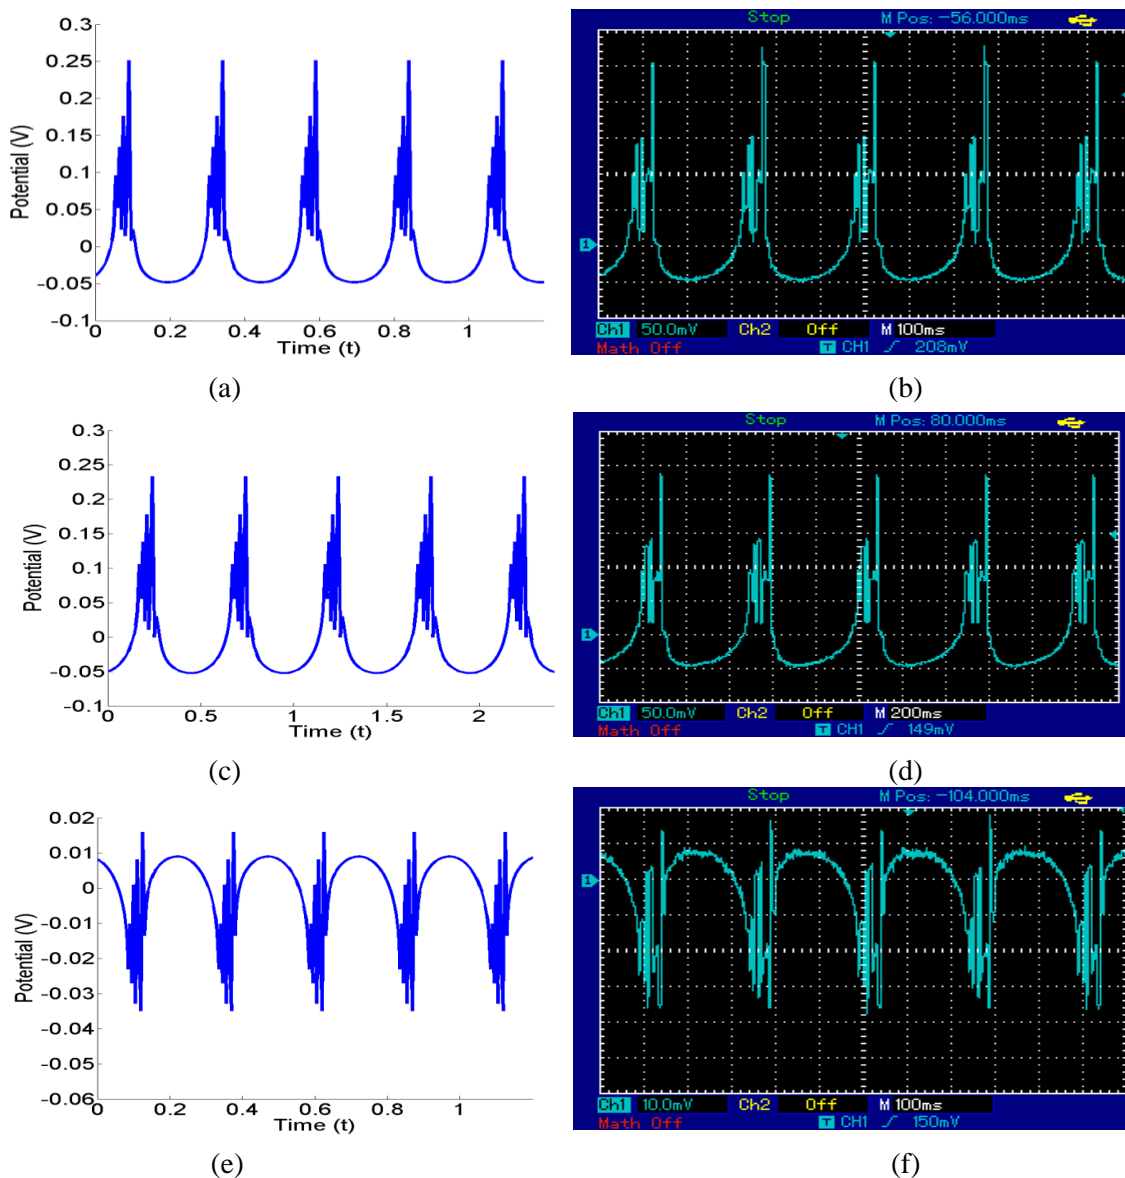 0.3
0.25
0.2
0.15
0.1
0.05
0
-0.05
-0.1
Potential (V)
0 0.2 0.4 0.6 0.8 1
Time (t)
(a)
Stop M Pos: -56.000ms
1
Ch1 50.0mV Ch2 Off M 100ms
Math Off T CH1 208mV
(b)
0.3
0.25
0.2
0.15
0.1
0.05
0
-0.05
-0.1
Potential (V)
0 0.5 1 1.5 2
Time (t)
(c)
Stop M Pos: 80.000ms
1
Ch1 50.0mV Ch2 Off M 200ms
Math Off T CH1 149mV
(d)
0.02
0.01
0
-0.01
-0.02
-0.03
-0.04
-0.05
-0.06
Potential (V)
0 0.2 0.4 0.6 0.8 1
Time (t)
(e)
Stop M Pos: -104.000ms
1
Ch1 10.0mV Ch2 Off M 100ms
Math Off T CH1 150mV
(f)